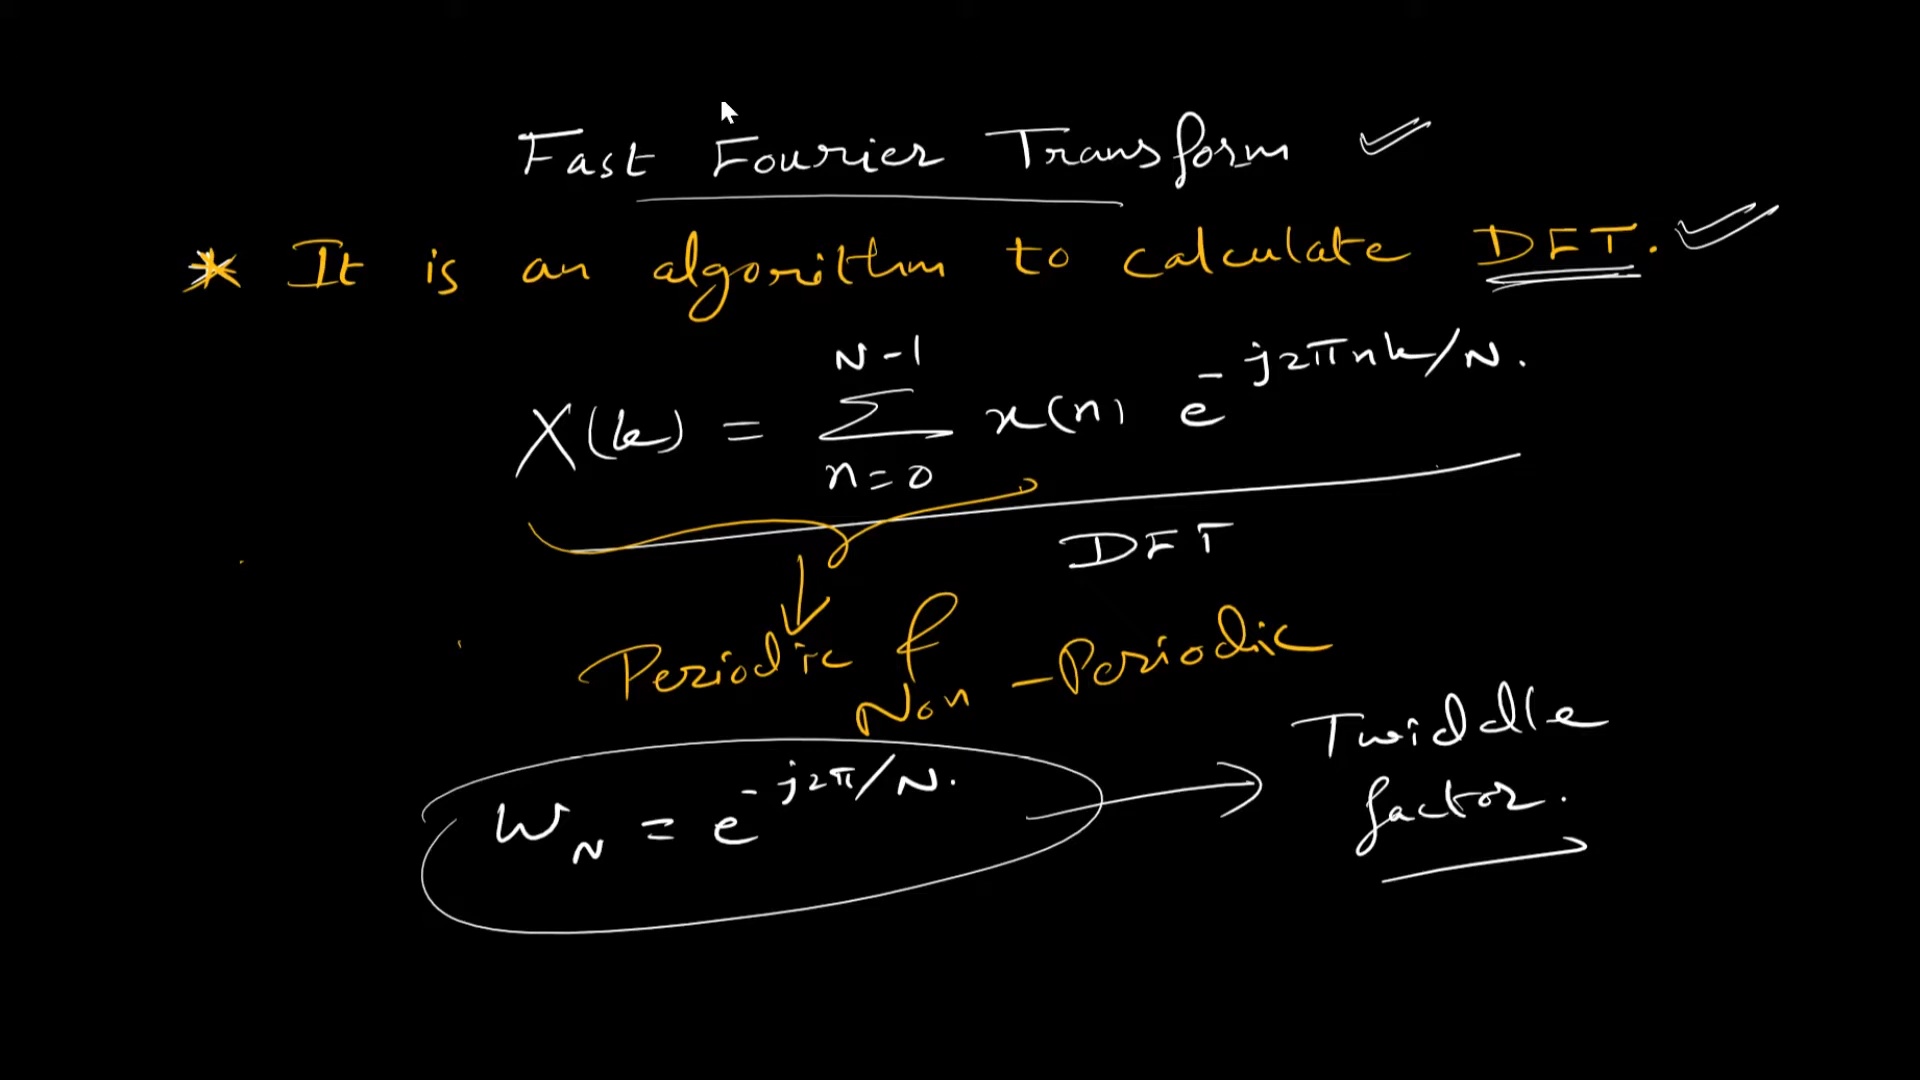 Fast Fourier Transform
* It is an algorithm to calculate DFT.
X(k) = N-1 Σ n=0 x(n) e^-j2πnk/N.
DFT
Periodic &
Non-Periodic
W_N = e^-j2π/N.
Twiddle
factor.